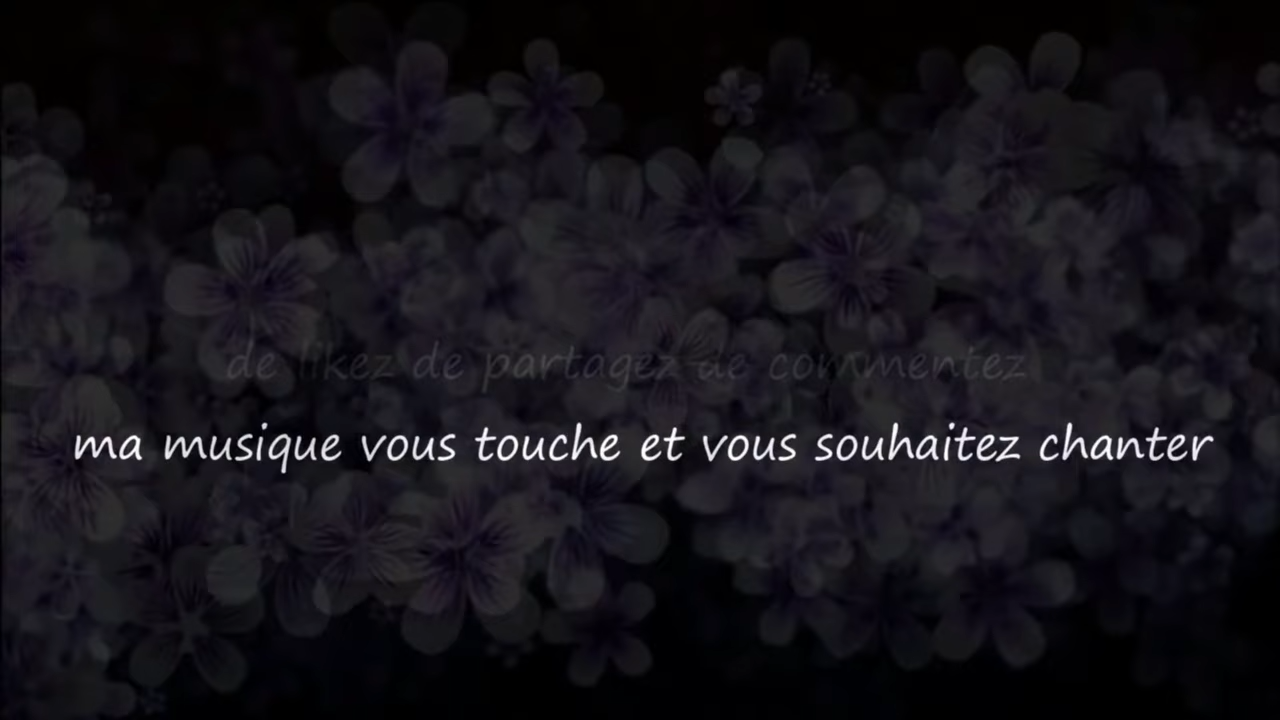 de likez de partagez de commentez
ma musique vous touche et vous souhaitez chanter